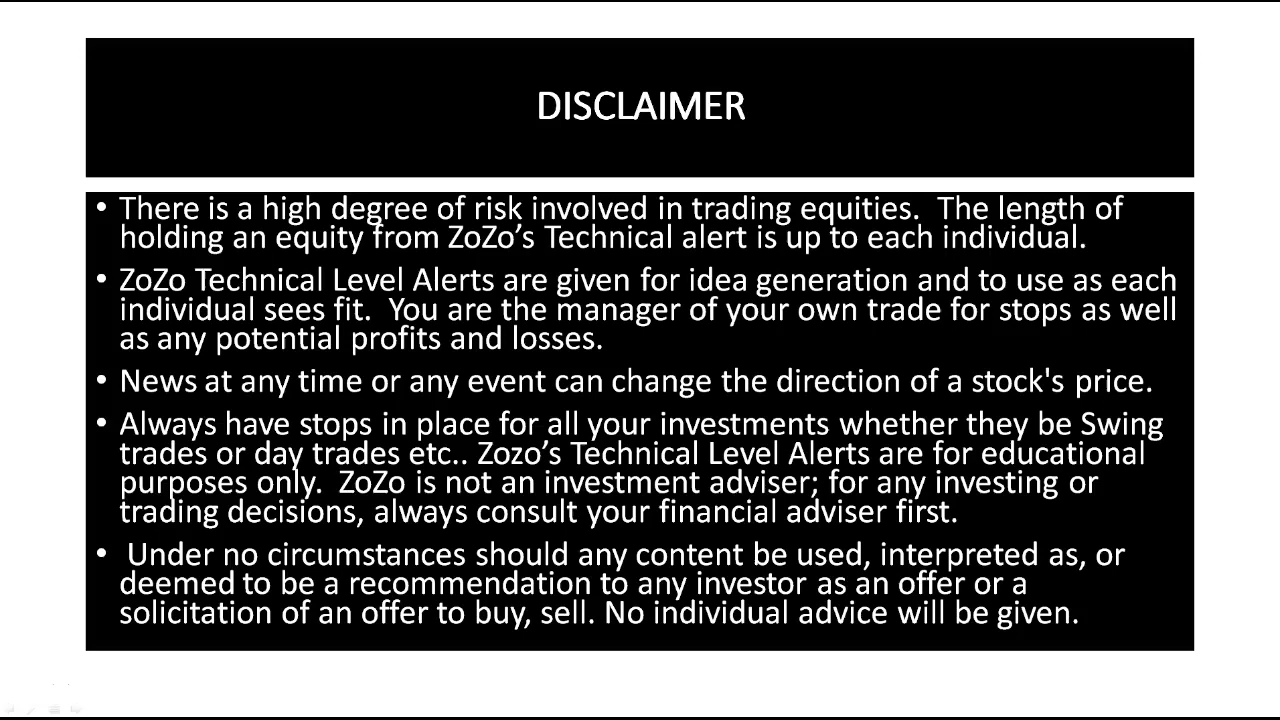 DISCLAIMER
• There is a high degree of risk involved in trading equities.  The length of
holding an equity from ZoZo’s Technical alert is up to each individual.
• ZoZo Technical Level Alerts are given for idea generation and to use as each
individual sees fit.  You are the manager of your own trade for stops as well
as any potential profits and losses.
• News at any time or any event can change the direction of a stock's price.
• Always have stops in place for all your investments whether they be Swing
trades or day trades etc.. Zozo’s Technical Level Alerts are for educational
purposes only.  ZoZo is not an investment adviser; for any investing or
trading decisions, always consult your financial adviser first.
•  Under no circumstances should any content be used, interpreted as, or
deemed to be a recommendation to any investor as an offer or a
solicitation of an offer to buy, sell. No individual advice will be given.